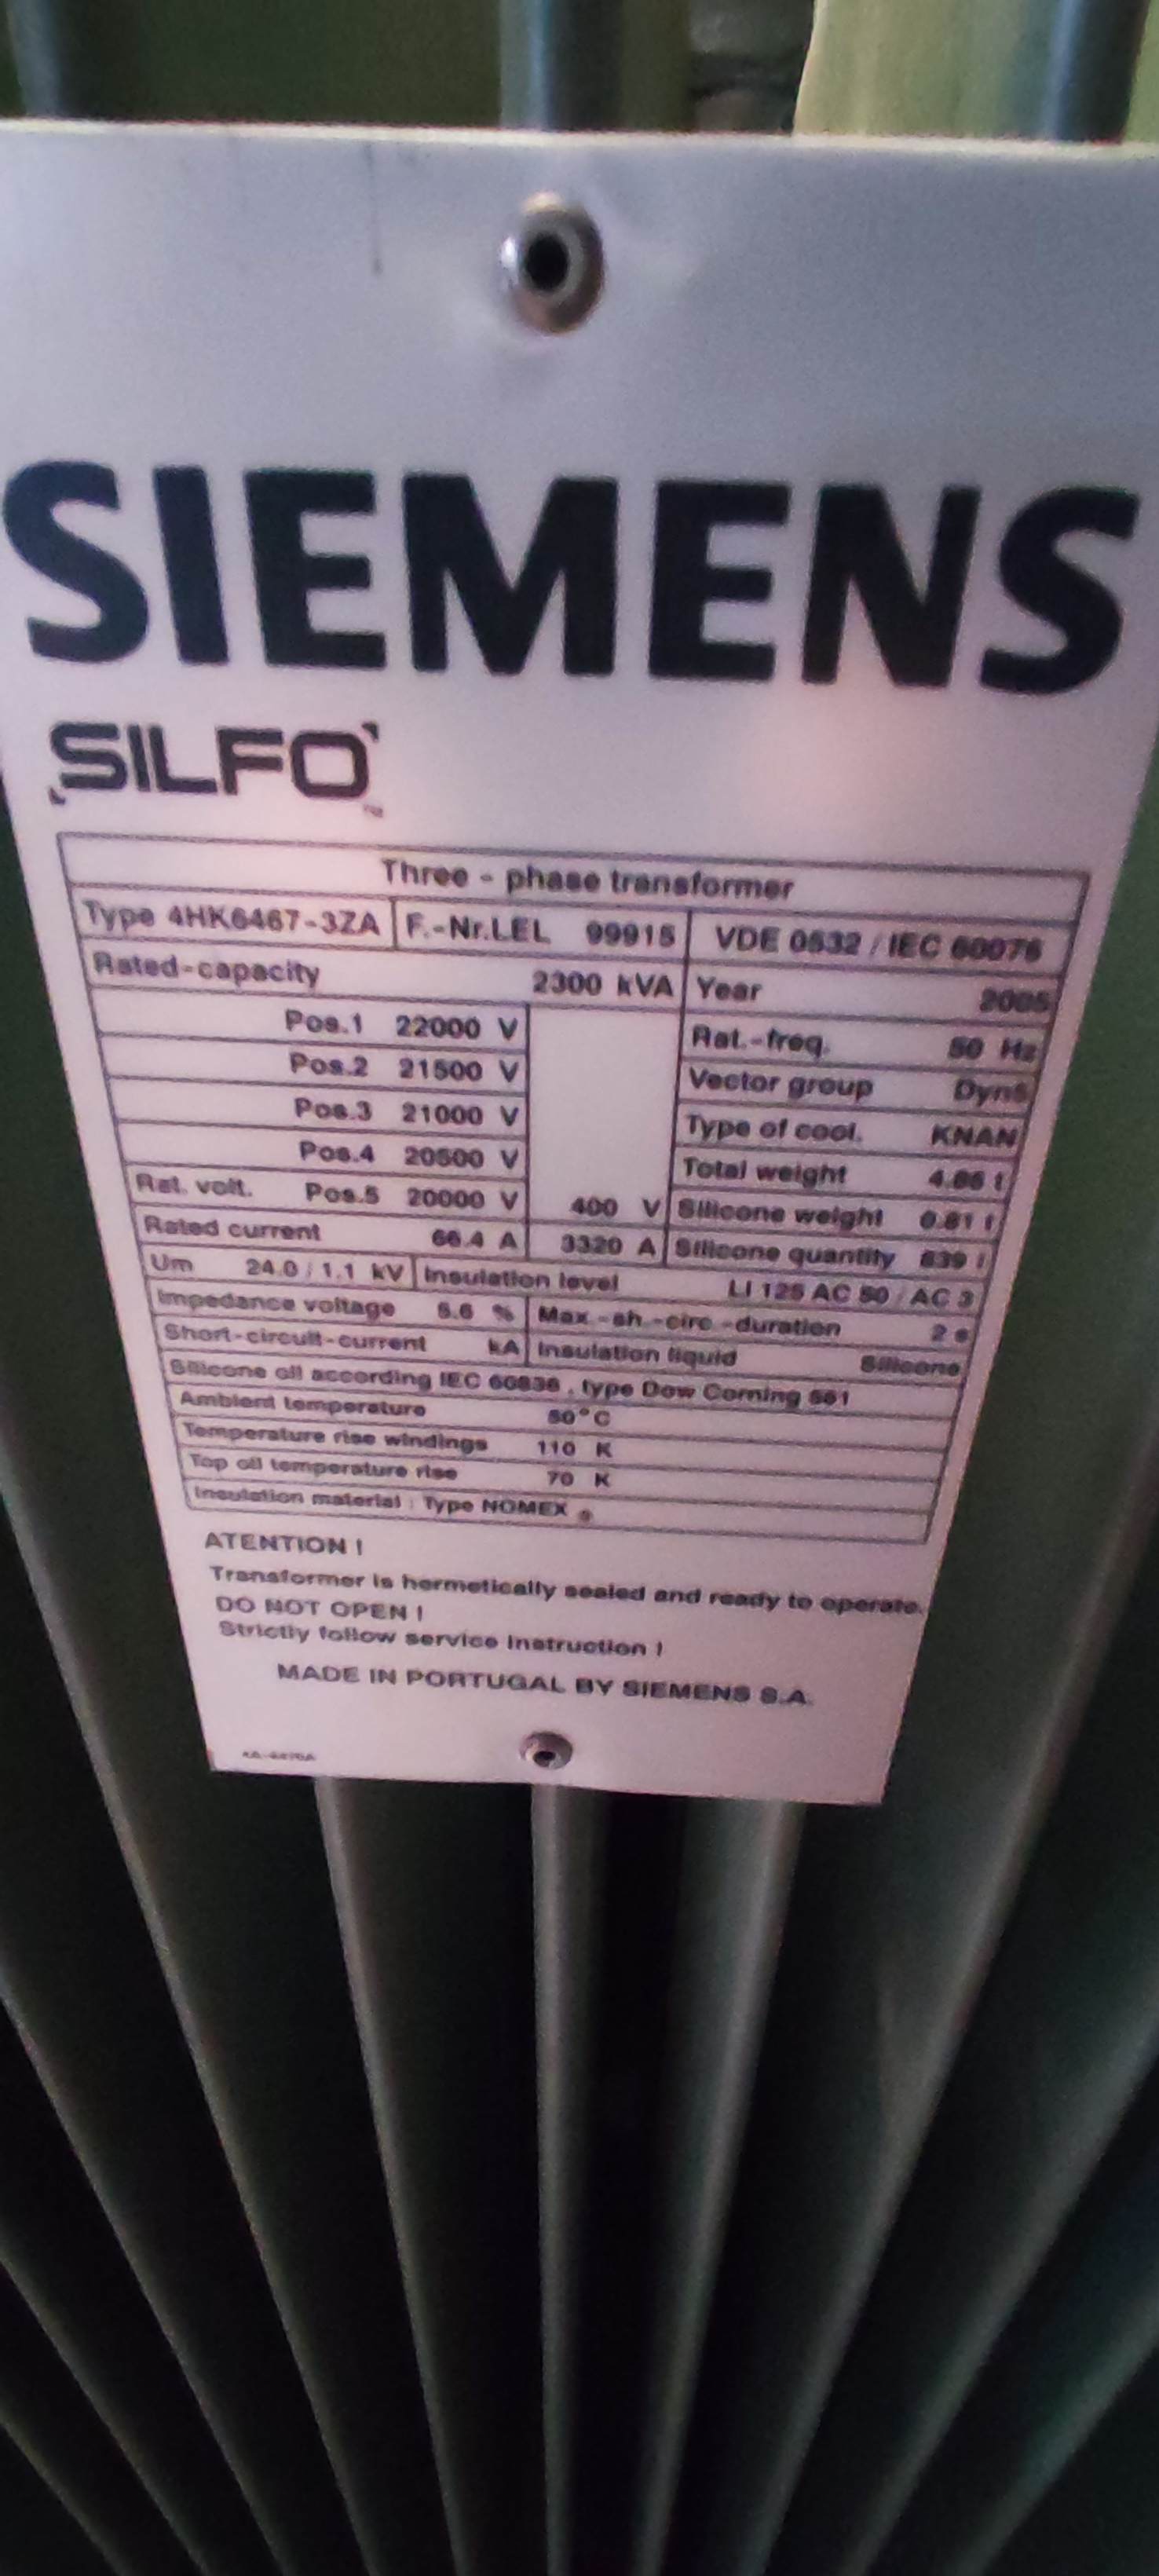 SIEMENS
SILFO
Three - phase transformer
Type 4HK6467-3ZA F.-Nr.LEL 99915 VDE 0532 / IEC 60076
Rated-capacity 2300 kVA Year 2005
Pos.1 22000 V Rat.-freq. 50 Hz
Pos.2 21500 V Vector group Dyn5
Pos.3 21000 V Type of cool. KNAN
Pos.4 20500 V Total weight
Rat. volt. Pos.5 20000 V 400 V Silicone weight 0.61 t
Rated current 66.4 A 3320 A Silicone quantity 639 l
Um 24.0 / 1.1 kV Insulation level LI 125 AC 50 / AC 3
Impedance voltage % Max.-sh.-circ.-duration 2 s
Short-circuit-current kA Insulation liquid Silicone
Silicone oil according IEC 60836 , type Dow Corning 561
Ambient temperature 50°C
Temperature rise windings 110 K
Top oil temperature rise 70 K
Insulation material : Type NOMEX ®
ATENTION !
Transformer is hermetically sealed and ready to operate.
DO NOT OPEN !
Strictly follow service instruction !
MADE IN PORTUGAL BY SIEMENS S.A.